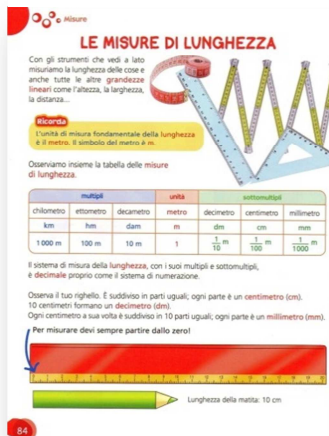 Misure
LE MISURE DI LUNGHEZZA
Con gli strumenti che vedi a lato
misuriamo la lunghezza delle cose e
anche tutte le altre grandezze
lineari come l'altezza, la larghezza,
la distanza...
Ricorda
L'unità di misura fondamentale della lunghezza
è il metro. Il simbolo del metro è m.
Osserviamo insieme la tabella delle misure
di lunghezza.
multipli unità sottomultipli
chilometro ettometro decametro metro decimetro centimetro millimetro
km hm dam m dm cm mm
1 000 m 100 m 10 m 1 1/10 m 1/100 m 1/1000 m
Il sistema di misura della lunghezza, con i suoi multipli e sottomultipli,
è decimale proprio come il sistema di numerazione.
Osserva il tuo righello. È suddiviso in parti uguali; ogni parte è un centimetro (cm).
10 centimetri formano un decimetro (dm).
Ogni centimetro a sua volta è suddiviso in 10 parti uguali; ogni parte è un millimetro (mm).
Per misurare devi sempre partire dallo zero!
Lunghezza della matita: 10 cm
84